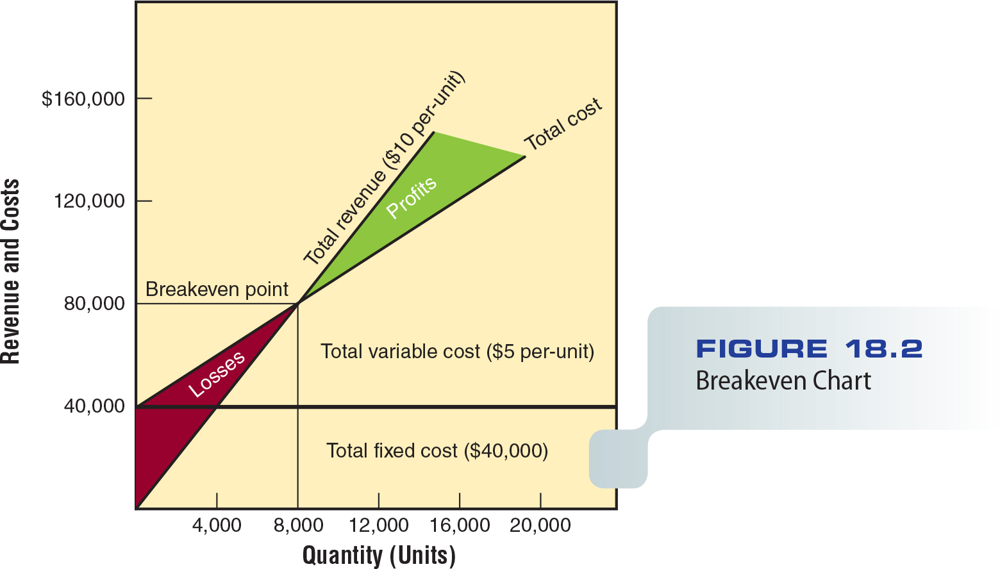 Revenue and Costs
$160,000
120,000
80,000
40,000
Total revenue ($10 per-unit)
Total cost
Profits
Breakeven point
Losses
Total variable cost ($5 per-unit)
Total fixed cost ($40,000)
4,000 8,000 12,000 16,000 20,000
Quantity (Units)
FIGURE 18.2
Breakeven Chart